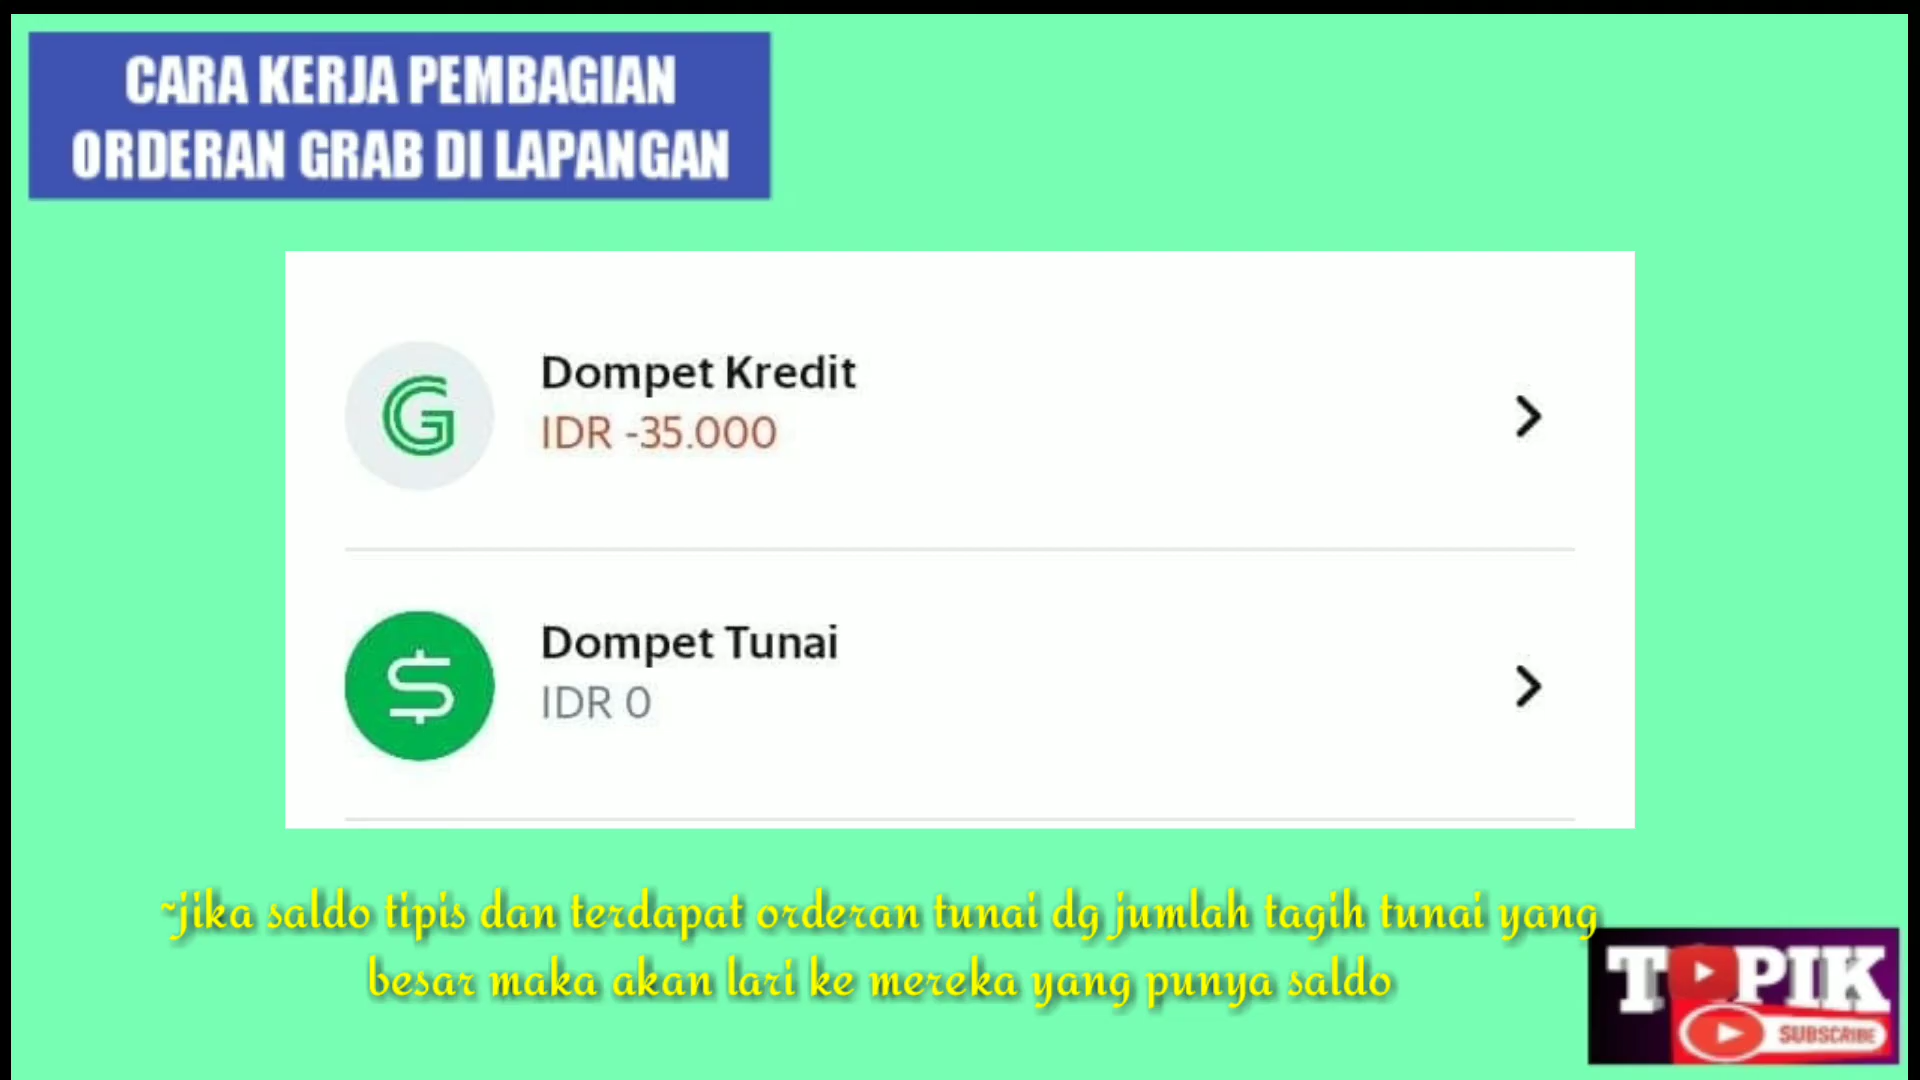 CARA KERJA PEMBAGIAN
ORDERAN GRAB DI LAPANGAN
Dompet Kredit
IDR -35.000
Dompet Tunai
IDR 0
~jika saldo tipis dan terdapat orderan tunai dg jumlah tagih tunai yang
besar maka akan lari ke mereka yang punya saldo
TOPIK
SUBSCRIBE